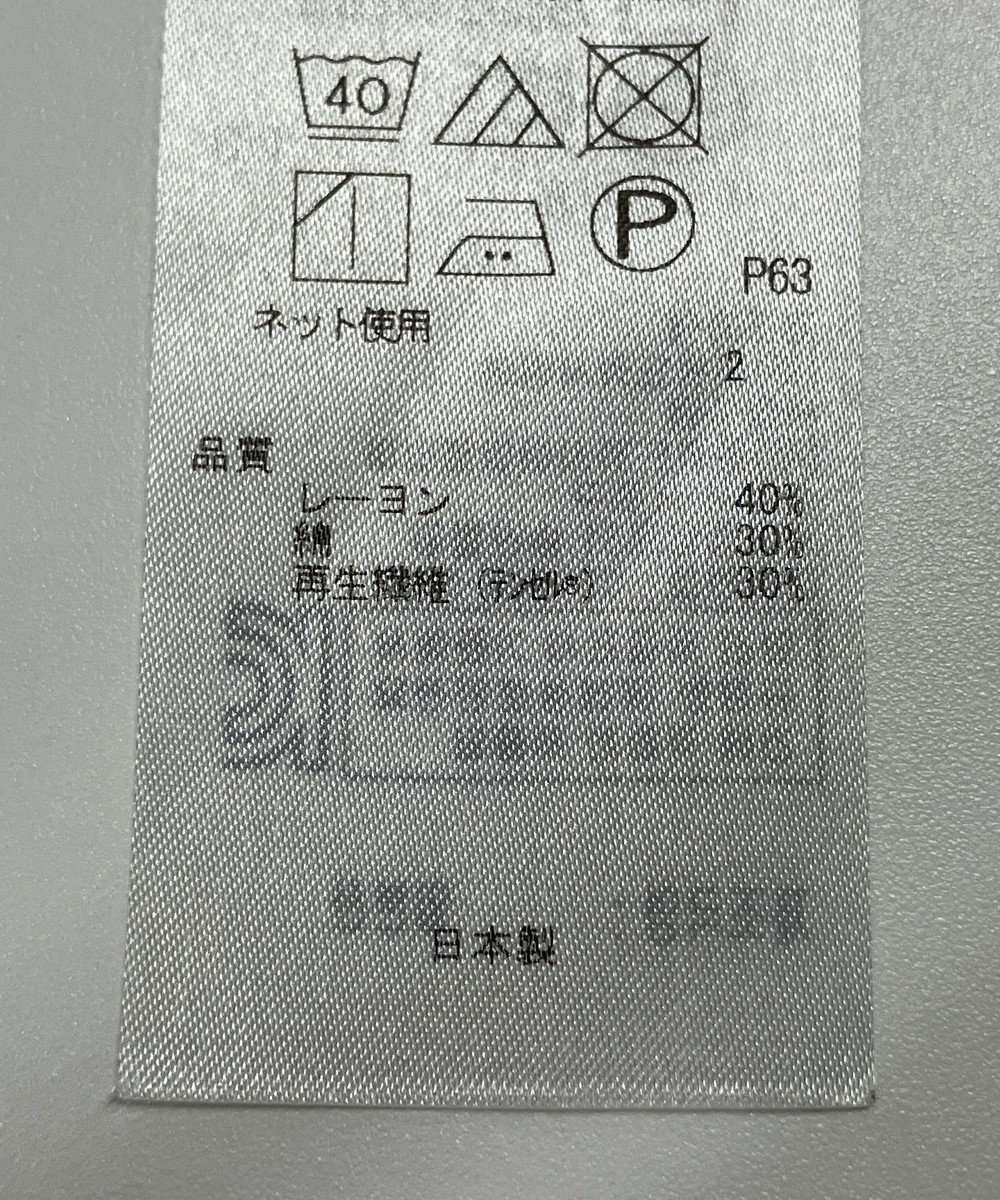 40
P
P63
ネット使用
2
品質
レーヨン 40%
綿 30%
再生繊維 (テンセル®) 30%
日本製